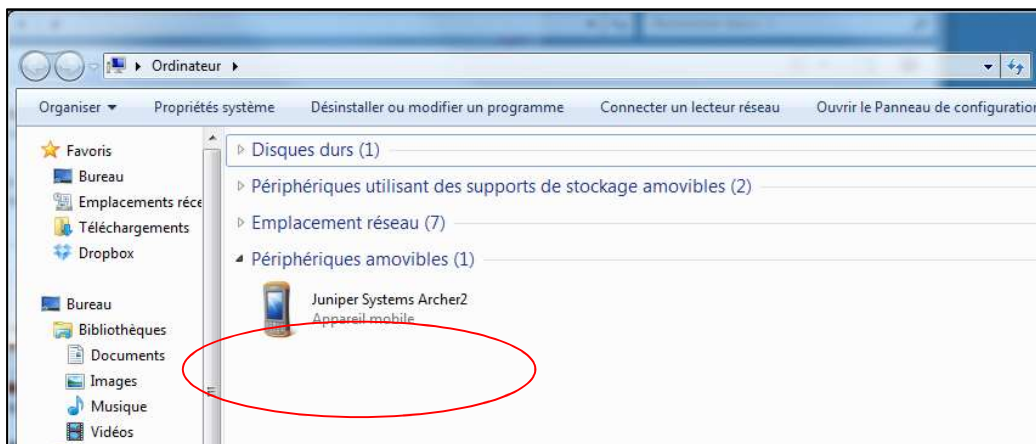 Ordinateur
Organiser Propriétés système Désinstaller ou modifier un programme Connecter un lecteur réseau Ouvrir le Panneau de configuration
Favoris
Bureau
Emplacements réce
Téléchargements
Dropbox
Bureau
Bibliothèques
Documents
Images
Musique
Vidéos
Disques durs (1)
Périphériques utilisant des supports de stockage amovibles (2)
Emplacement réseau (7)
Périphériques amovibles (1)
Juniper Systems Archer2
Appareil mobile